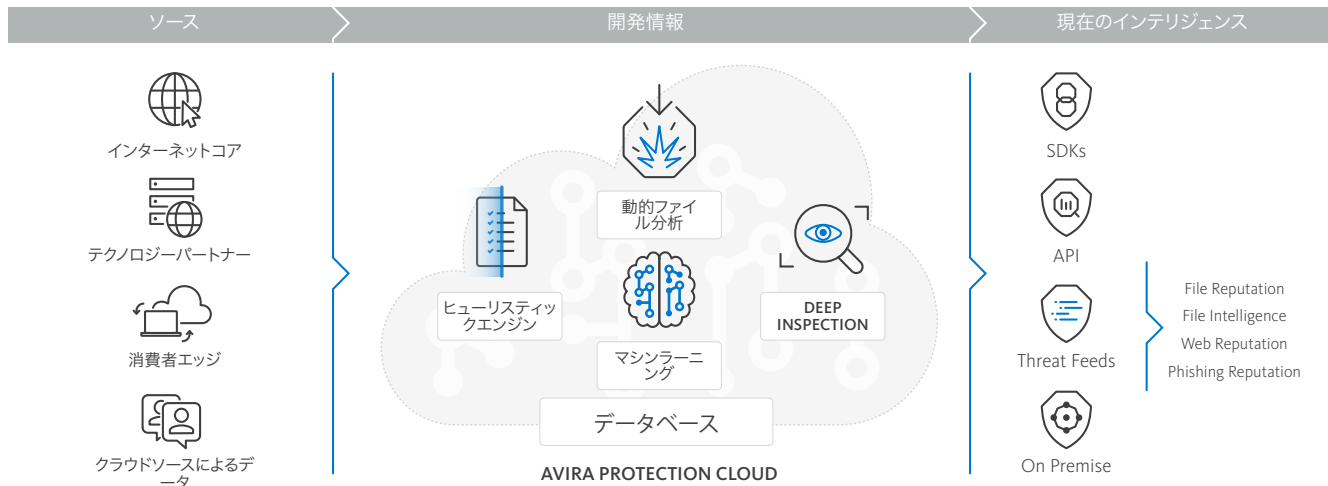 ソース
開発情報
現在のインテリジェンス
インターネットコア
テクノロジーパートナー
消費者エッジ
クラウドソースによるデ
ータ
動的ファイ
ル分析
ヒューリスティッ
クエンジン
マシンラーニ
ング
DEEP
INSPECTION
データベース
AVIRA PROTECTION CLOUD
SDKs
API
Threat Feeds
On Premise
File Reputation
File Intelligence
Web Reputation
Phishing Reputation